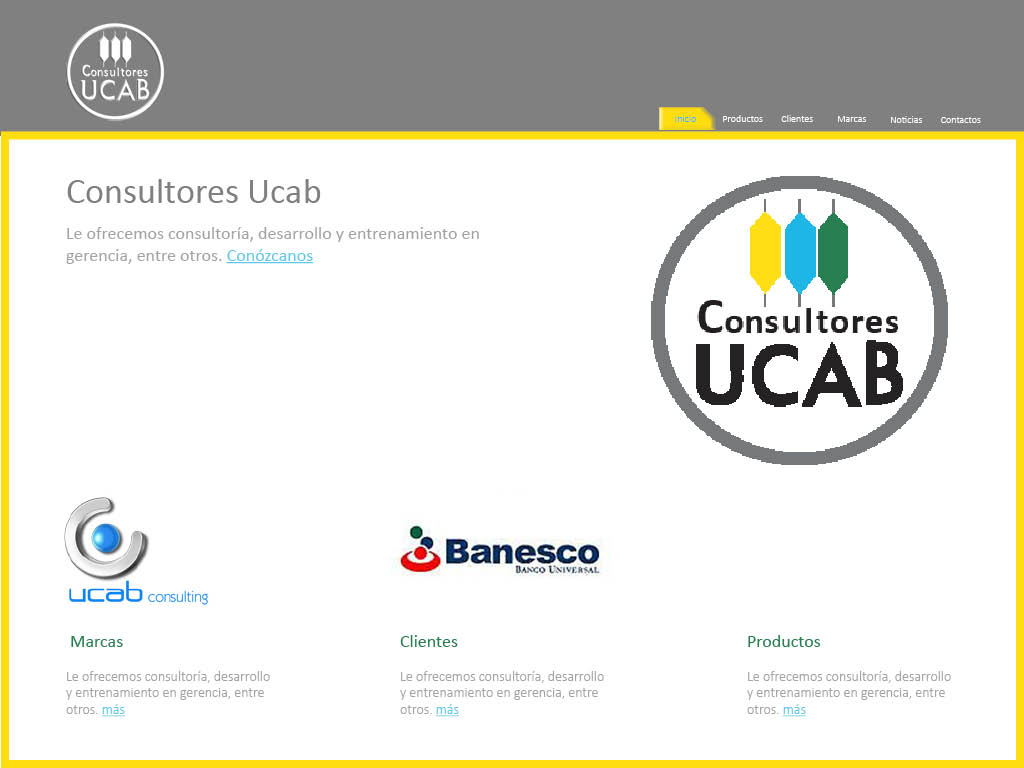 Consultores
UCAB
Inicio Productos Clientes Marcas Noticias Contactos
Consultores Ucab
Le ofrecemos consultoría, desarrollo y entrenamiento en
gerencia, entre otros. Conózcanos
Consultores
UCAB
ucab consulting
Banesco
BANCO UNIVERSAL
Marcas
Le ofrecemos consultoría, desarrollo
y entrenamiento en gerencia, entre
otros. más
Clientes
Le ofrecemos consultoría, desarrollo
y entrenamiento en gerencia, entre
otros. más
Productos
Le ofrecemos consultoría, desarrollo
y entrenamiento en gerencia, entre
otros. más